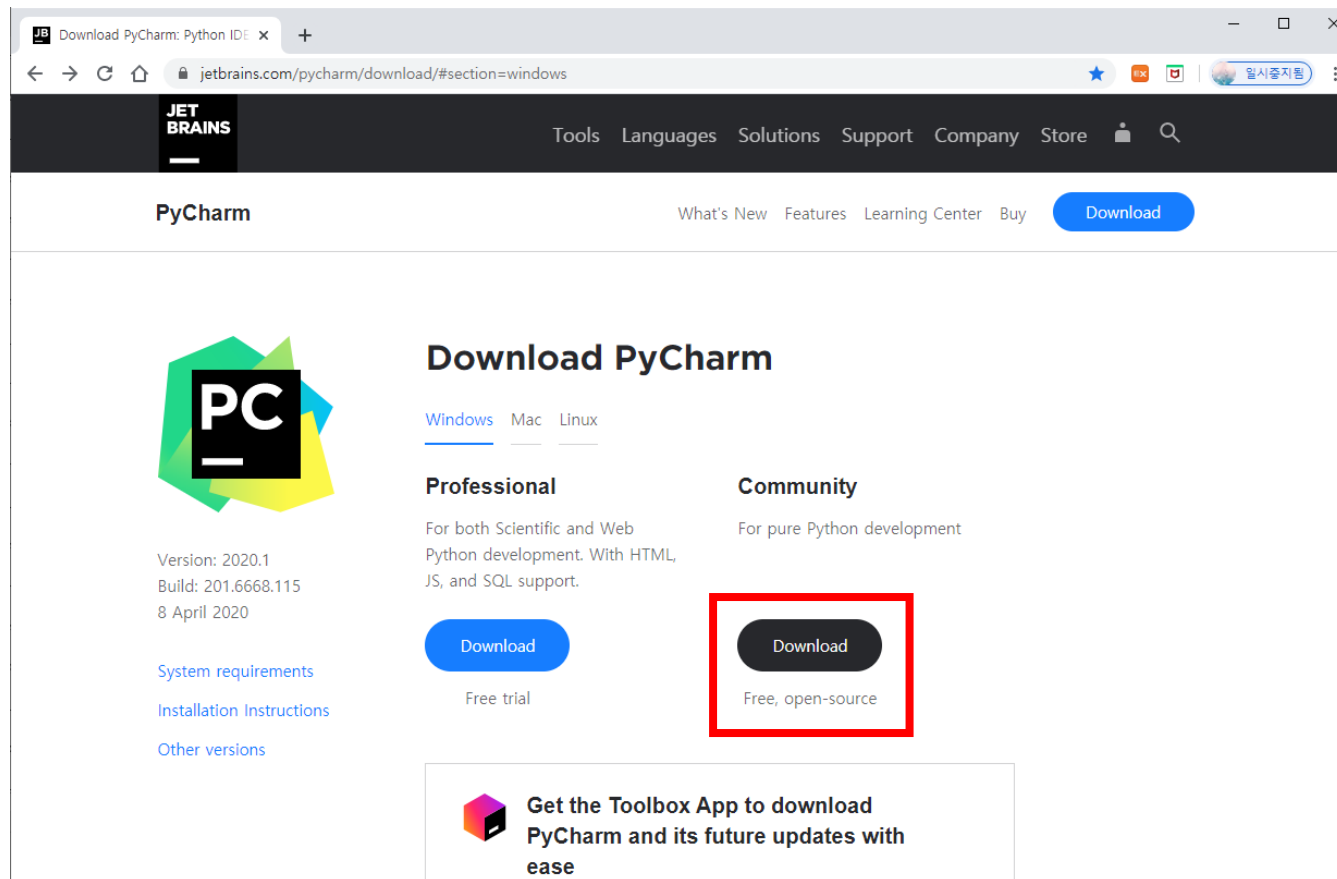 JB Download PyCharm: Python IDE
jetbrains.com/pycharm/download/#section=windows
EX
일시중지됨
JET
BRAINS
Tools Languages Solutions Support Company Store
PyCharm
What's New Features Learning Center Buy Download
Download PyCharm
PC
Windows Mac Linux
Professional
Community
For both Scientific and Web
Python development. With HTML,
JS, and SQL support.
For pure Python development
Version: 2020.1
Build: 201.6668.115
8 April 2020
Download
Download
System requirements
Free trial
Free, open-source
Installation Instructions
Other versions
Get the Toolbox App to download
PyCharm and its future updates with
ease